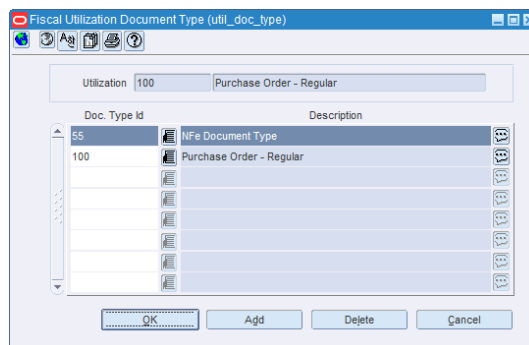 Fiscal Utilization Document Type (util_doc_type)
Utilization 100 Purchase Order - Regular
Doc. Type Id Description
55 NFe Document Type
100 Purchase Order - Regular
OK Add Delete Cancel